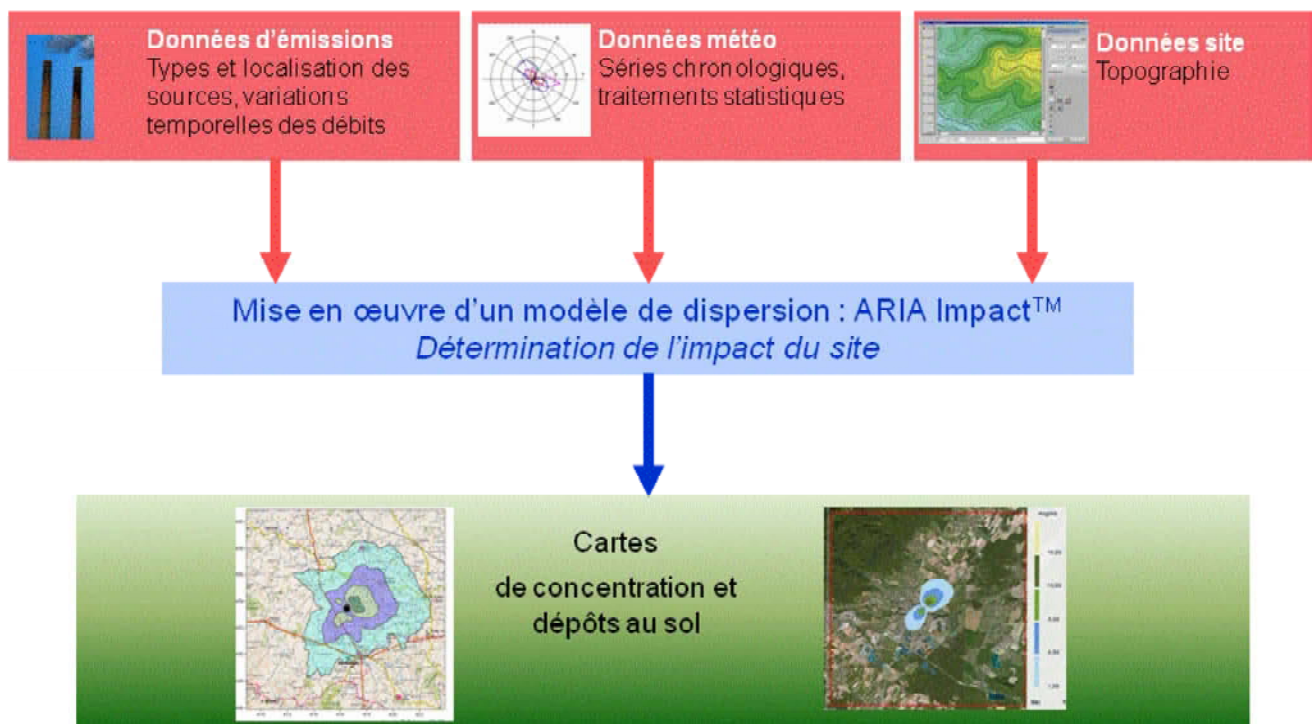 Données d'émissions
Types et localisation des
sources, variations
temporelles des débits
Données météo
Séries chronologiques,
traitements statistiques
Données site
Topographie
Mise en œuvre d'un modèle de dispersion : ARIA Impact™
Détermination de l'impact du site
Cartes
de concentration et
dépôts au sol